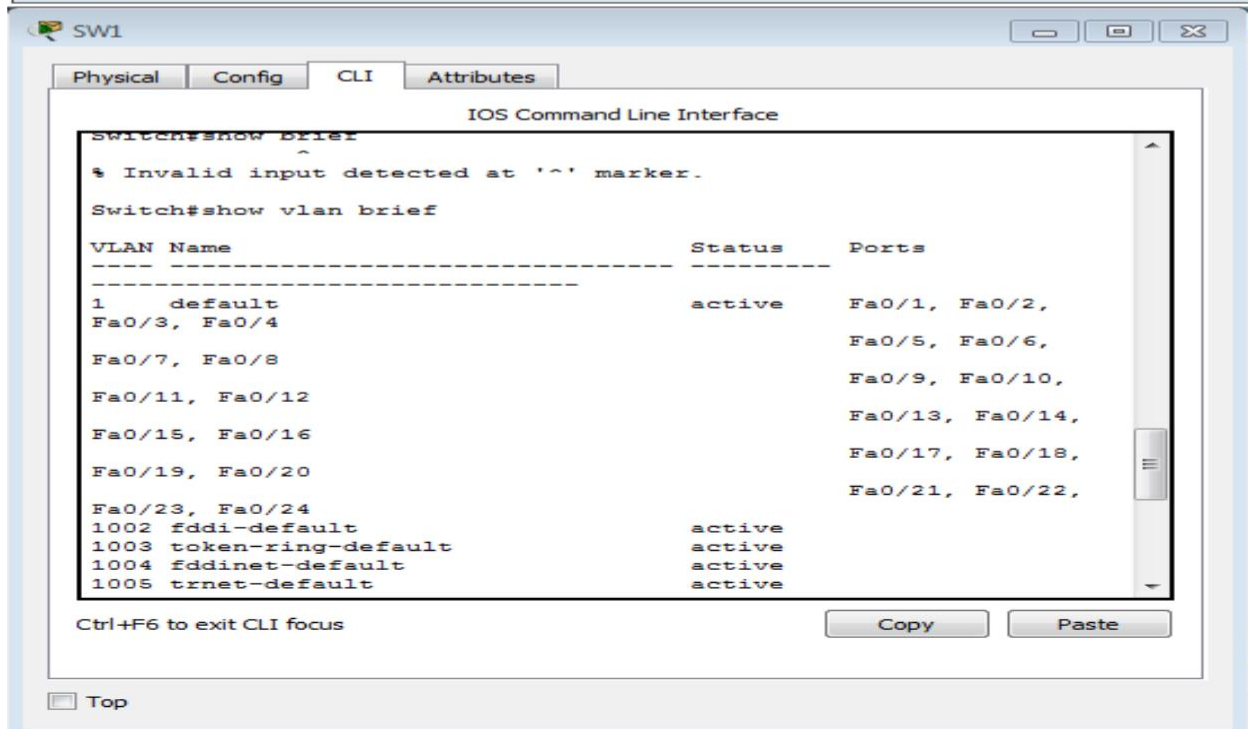 SW1
Physical Config CLI Attributes
IOS Command Line Interface
Switch#show brief
^
% Invalid input detected at '^' marker.
Switch#show vlan brief
VLAN Name Status Ports
---- -------------------------------- ---------
-------------------------------
1 default active Fa0/1, Fa0/2,
Fa0/3, Fa0/4
Fa0/5, Fa0/6,
Fa0/7, Fa0/8
Fa0/9, Fa0/10,
Fa0/11, Fa0/12
Fa0/13, Fa0/14,
Fa0/15, Fa0/16
Fa0/17, Fa0/18,
Fa0/19, Fa0/20
Fa0/21, Fa0/22,
Fa0/23, Fa0/24
1002 fddi-default active
1003 token-ring-default active
1004 fddinet-default active
1005 trnet-default active
Ctrl+F6 to exit CLI focus
Copy Paste
Top